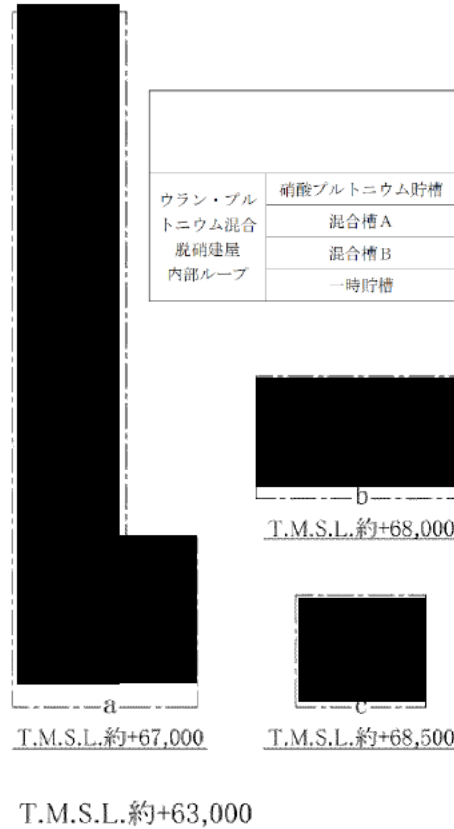 ウラン・プル
トニウム混合
脱硝建屋
内部ループ
硝酸プルトニウム貯槽
混合槽A
混合槽B
一時貯槽
b
T.M.S.L.約+68,000
a
T.M.S.L.約+67,000
c
T.M.S.L.約+68,500
T.M.S.L.約+63,000